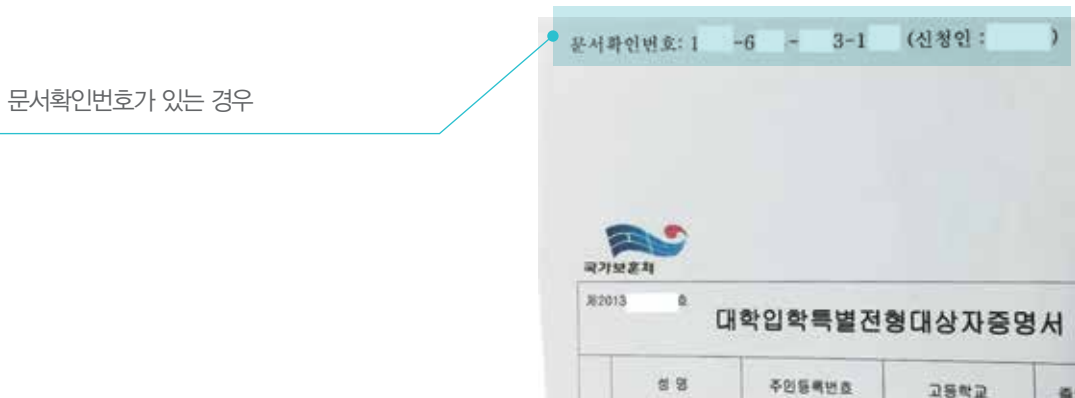 문서확인번호: 1 -6 - 3-1 (신청인 : )
문서확인번호가 있는 경우
국가보훈처
제2013 호
대학입학특별전형대상자증명서
성 명 주민등록번호 고등학교